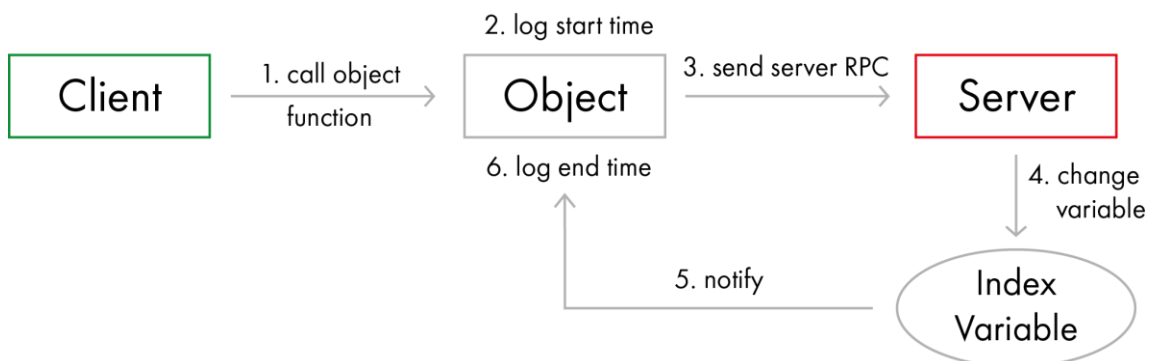 2. log start time
Client
1. call object
function
Object
3. send server RPC
Server
6. log end time
4. change
variable
5. notify
Index
Variable